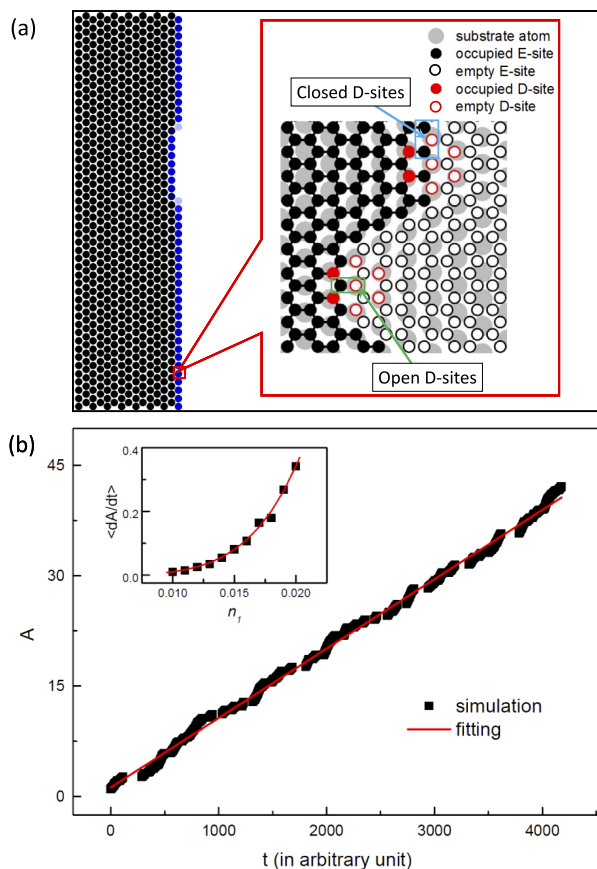 (a)
substrate atom
occupied E-site
empty E-site
occupied D-site
empty D-site
Closed D-sites
Open D-sites
(b)
45
30
15
0
A
0.4
0.2
0.0
<dA/dt>
0.010
0.015
0.020
n1
simulation
fitting
0
1000
2000
3000
4000
t (in arbitrary unit)